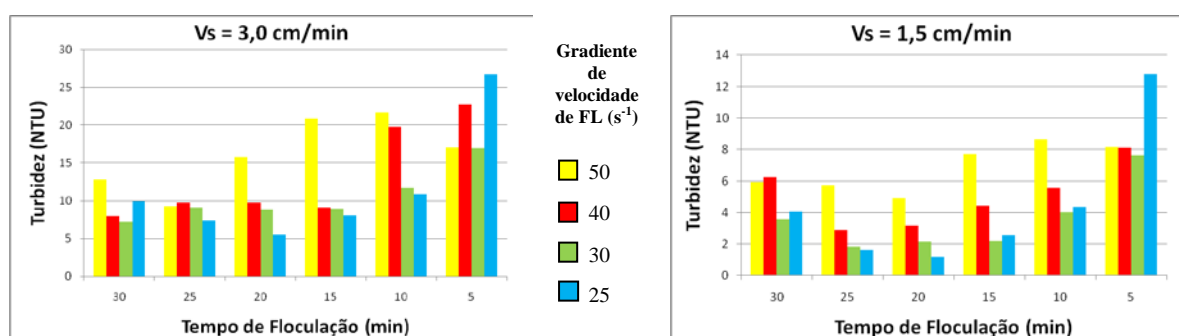 Vs = 3,0 cm/min
Turbidez (NTU)
30
25
20
15
10
5
0
30 25 20 15 10 5
Tempo de Floculação (min)
Gradiente
de
velocidade
de FL (s⁻¹)
50
40
30
25
Vs = 1,5 cm/min
Turbidez (NTU)
14
12
10
8
6
4
2
0
30 25 20 15 10 5
Tempo de Floculação (min)